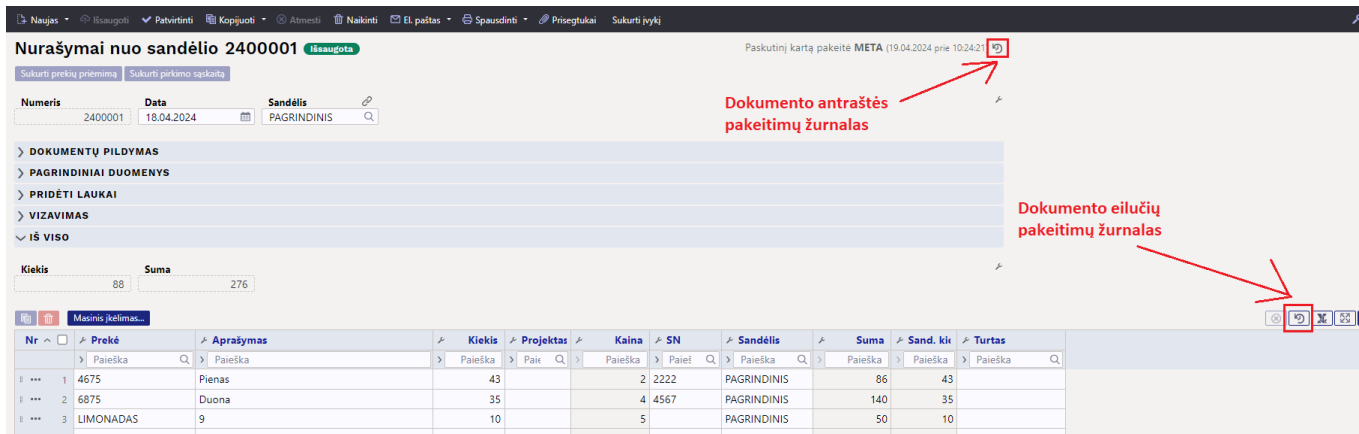 Naujas Išsaugoti Patvirtinti Kopijuoti Atmesti Naikinti El. paštas Spausdinti Prisegtukai Sukurti įvykį
Nurašymai nuo sandėlio 2400001 Išsaugota Paskutinį kartą pakeitė META (19.04.2024 prie 10:24:21
Sukurti prekių priėmimą Sukurti pirkimo sąskaitą
Numeris Data Sandėlis
2400001 18.04.2024 PAGRINDINIS
Dokumento antraštės
pakeitimų žurnalas
DOKUMENTŲ PILDYMAS
PAGRINDINIAI DUOMENYS
PRIDĖTI LAUKAI
VIZAVIMAS
IŠ VISO
Dokumento eilučių
pakeitimų žurnalas
Kiekis Suma
88 276
Masinis įkėlimas...
Nr Prekė Aprašymas Kiekis Projektas Kaina SN Sandėlis Suma Sand. kie Turtas
Paieška Paieška Paieška Paie Paieška Paieš Paieška Paieška Paieška Paieška
1 4675 Pienas 43 2 2222 PAGRINDINIS 86 43
2 6875 Duona 35 4 4567 PAGRINDINIS 140 35
3 LIMONADAS 9 10 5 PAGRINDINIS 50 10